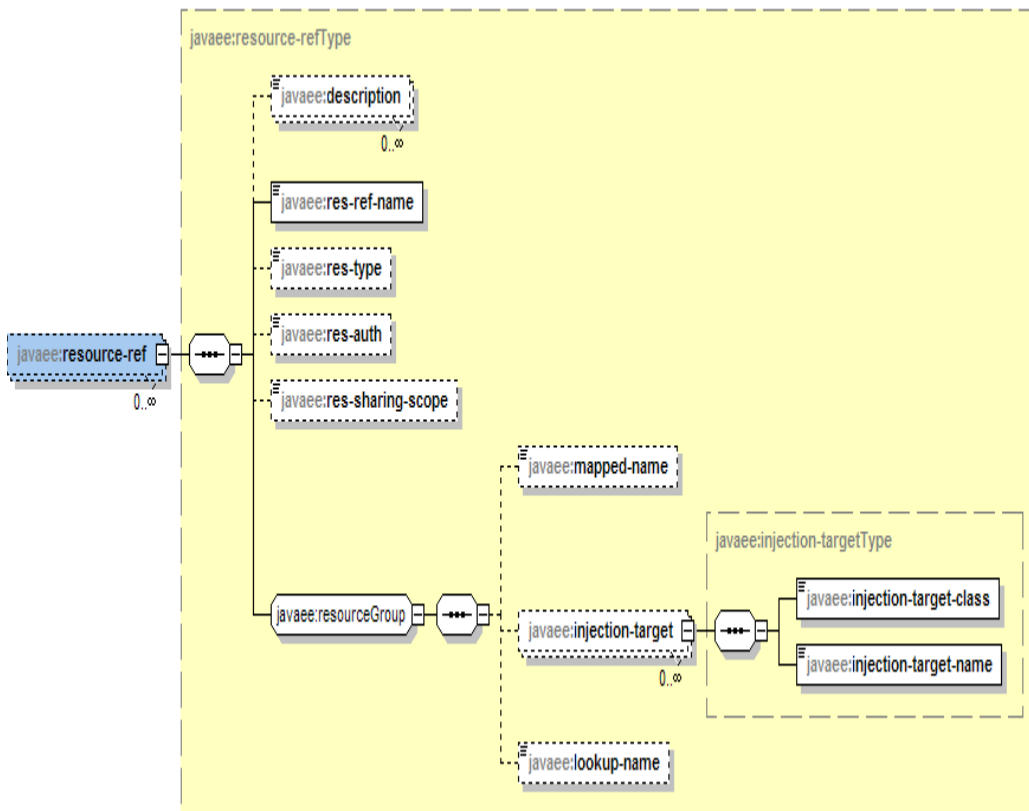 javaee:resource-refType
javaee:description
0..∞
javaee:res-ref-name
javaee:res-type
javaee:res-auth
javaee:resource-ref
0..∞
javaee:res-sharing-scope
javaee:mapped-name
javaee:injection-targetType
javaee:injection-target-class
javaee:resourceGroup
javaee:injection-target
0..∞
javaee:injection-target-name
javaee:lookup-name